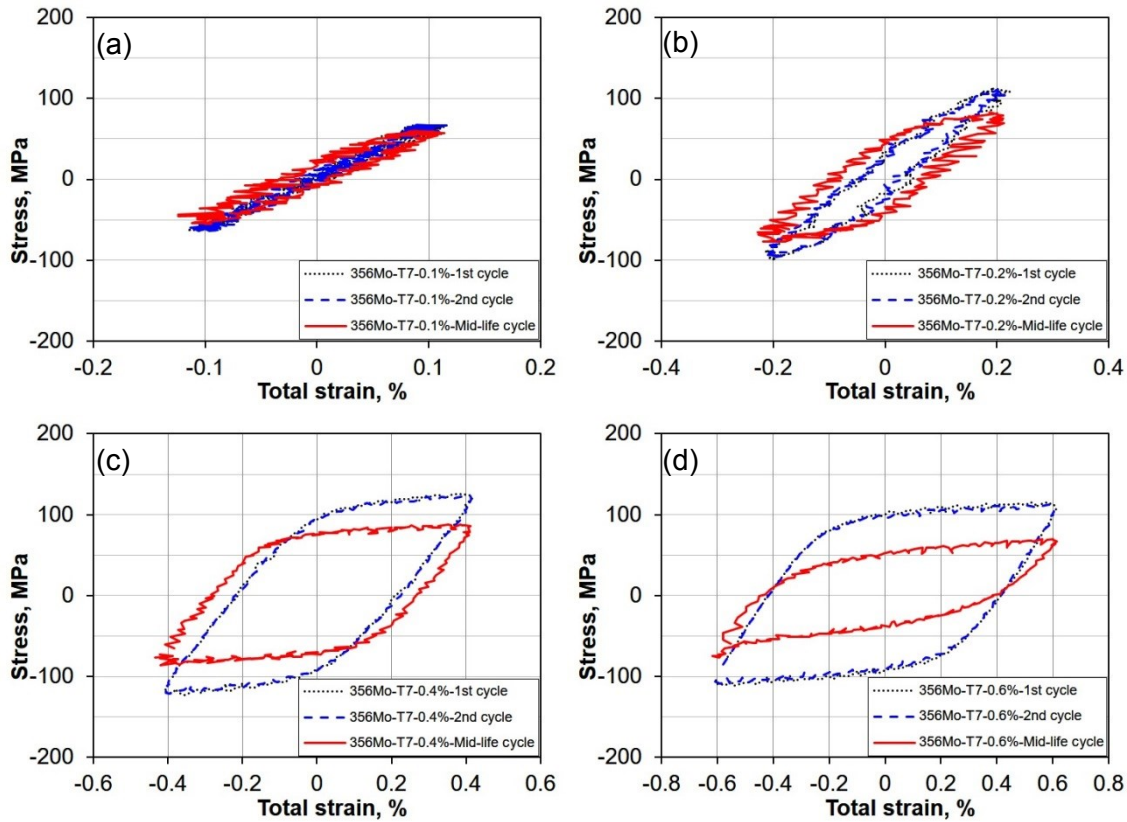 (a)
200
100
0
-100
-200
Stress, MPa
-0.2 -0.1 0 0.1 0.2
Total strain, %
356Mo-T7-0.1%-1st cycle
356Mo-T7-0.1%-2nd cycle
356Mo-T7-0.1%-Mid-life cycle
(b)
200
100
0
-100
-200
Stress, MPa
-0.4 -0.2 0 0.2 0.4
Total strain, %
356Mo-T7-0.2%-1st cycle
356Mo-T7-0.2%-2nd cycle
356Mo-T7-0.2%-Mid-life cycle
(c)
200
100
0
-100
-200
Stress, MPa
-0.6 -0.4 -0.2 0 0.2 0.4 0.6
Total strain, %
356Mo-T7-0.4%-1st cycle
356Mo-T7-0.4%-2nd cycle
356Mo-T7-0.4%-Mid-life cycle
(d)
200
100
0
-100
-200
Stress, MPa
-0.8 -0.6 -0.4 -0.2 0 0.2 0.4 0.6 0.8
Total strain, %
356Mo-T7-0.6%-1st cycle
356Mo-T7-0.6%-2nd cycle
356Mo-T7-0.6%-Mid-life cycle